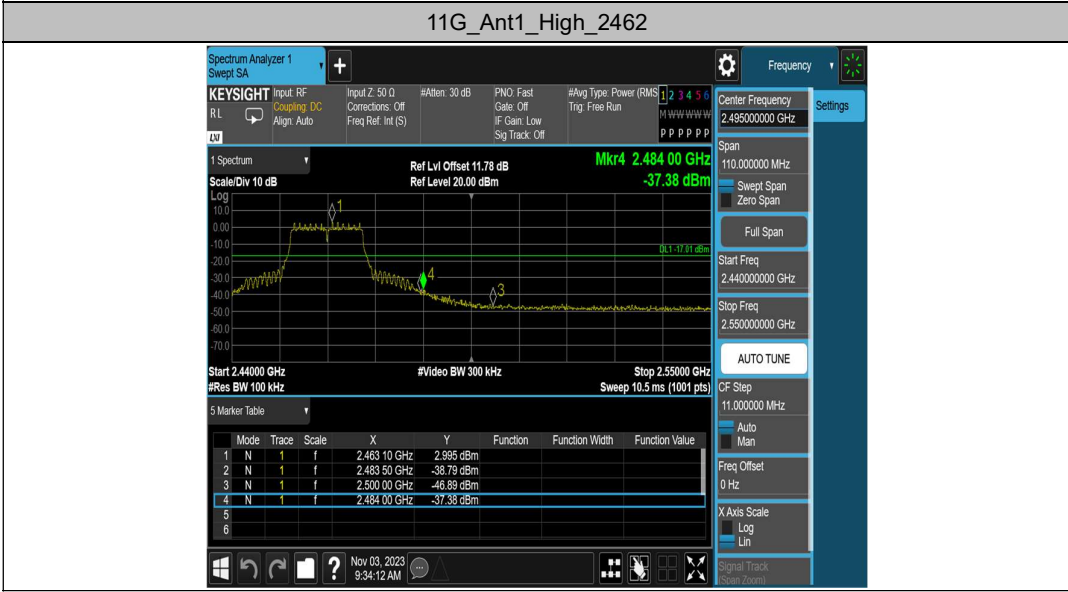 11G_Ant1_High_2462
Spectrum Analyzer 1
Swept SA
+
Frequency
KEYSIGHT
RL
LXI
Input: RF
Coupling: DC
Align: Auto
Input Z: 50 Ω
Corrections: Off
Freq Ref: Int (S)
#Atten: 30 dB
PNO: Fast
Gate: Off
IF Gain: Low
Sig Track: Off
#Avg Type: Power (RMS
Trig: Free Run
1 2 3 4 5 6
M W W W W W
P P P P P P
Center Frequency
2.495000000 GHz
Settings
Span
110.000000 MHz
Swept Span
Zero Span
Full Span
Start Freq
2.440000000 GHz
Stop Freq
2.550000000 GHz
AUTO TUNE
CF Step
11.000000 MHz
Auto
Man
Freq Offset
0 Hz
X Axis Scale
Log
Lin
Signal Track
(Span Zoom)
1 Spectrum
Ref Lvl Offset 11.78 dB
Mkr4 2.484 00 GHz
Scale/Div 10 dB
Ref Level 20.00 dBm
-37.38 dBm
Log
10.0
0.00
-10.0
-20.0
-30.0
-40.0
-50.0
-60.0
-70.0
1
DL1 -17.01 dBm
4
3
Start 2.44000 GHz
#Video BW 300 kHz
Stop 2.55000 GHz
#Res BW 100 kHz
Sweep 10.5 ms (1001 pts)
5 Marker Table
Mode Trace Scale X Y Function Function Width Function Value
1 N 1 f 2.463 10 GHz 2.995 dBm
2 N 1 f 2.483 50 GHz -38.79 dBm
3 N 1 f 2.500 00 GHz -46.89 dBm
4 N 1 f 2.484 00 GHz -37.38 dBm
5
6
?
Nov 03, 2023
9:34:12 AM